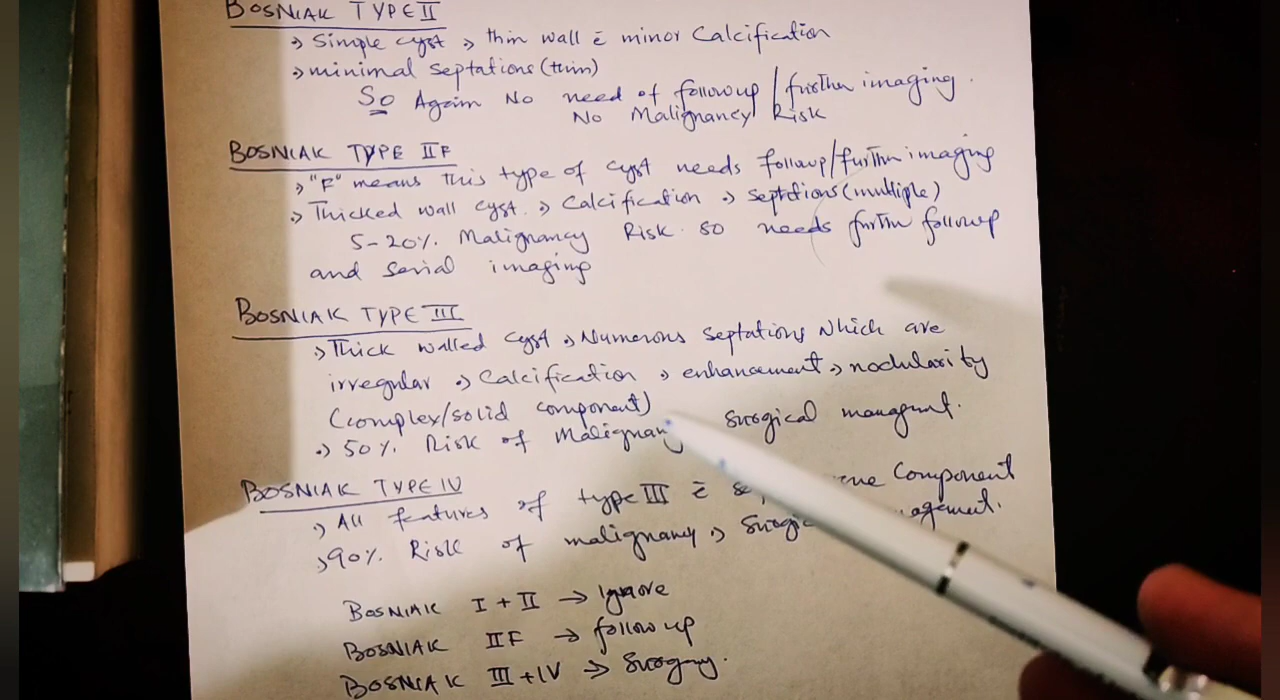 BOSNIAK TYPE II
→ Simple cyst → thin wall c̄ minor Calcification
→ minimal septations (thin)
So Again No need of followup / further imaging.
No Malignancy Risk
BOSNIAK TYPE IIF
→ "F" means this type of cyst needs followup/further imaging
→ Thicked wall cyst. → Calcification → septations (multiple)
5-20%. Malignancy Risk. so needs further followup
and serial imaging
BOSNIAK TYPE III
→ Thick walled cyst → Numerous septations which are
irregular → Calcification → enhancement → nodularity
(complex/solid component)
→ 50%. Risk of Malignan surgical
BOSNIAK TYPE IV
→ All features of type III c̄ Component
→ 90%. Risk of malignancy →
BOSNIAK I + II → Ignore
BOSNIAK IIF → followup
BOSNIAK III + IV → Surgery.